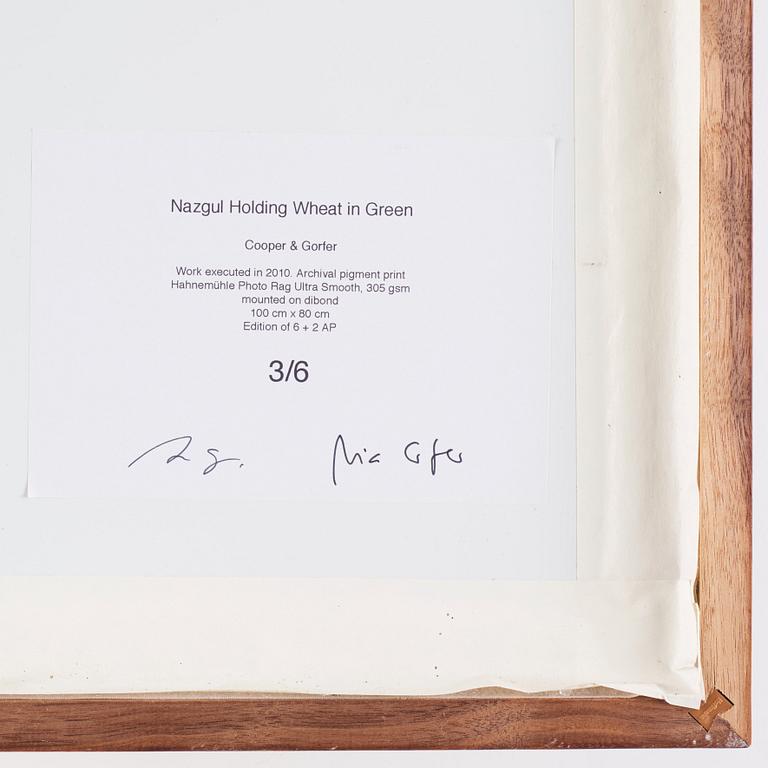 Nazgul Holding Wheat in Green
Cooper & Gorfer
Work executed in 2010. Archival pigment print
Hahnemühle Photo Rag Ultra Smooth, 305 gsm
mounted on dibond
100 cm x 80 cm
Edition of 6 + 2 AP
3/6